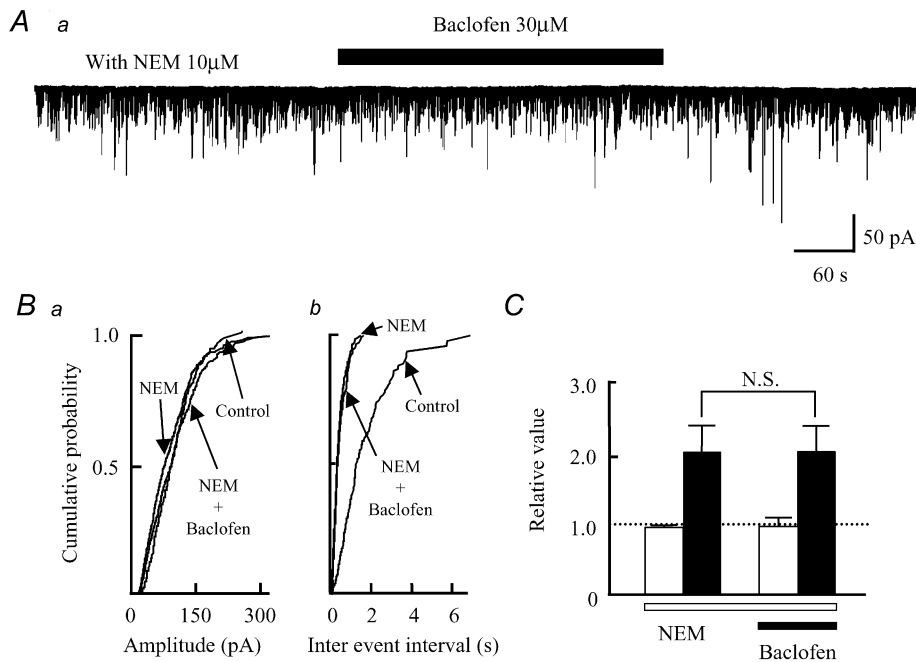 A a
Baclofen 30µM
With NEM 10µM
50 pA
60 s
B a
Cumulative probability
1.0
0.5
NEM
Control
NEM
+
Baclofen
0 150 300
Amplitude (pA)
b
NEM
Control
NEM
+
Baclofen
0 2 4 6
Inter event interval (s)
C
Relative value
3.0
2.0
1.0
0
N.S.
NEM
Baclofen